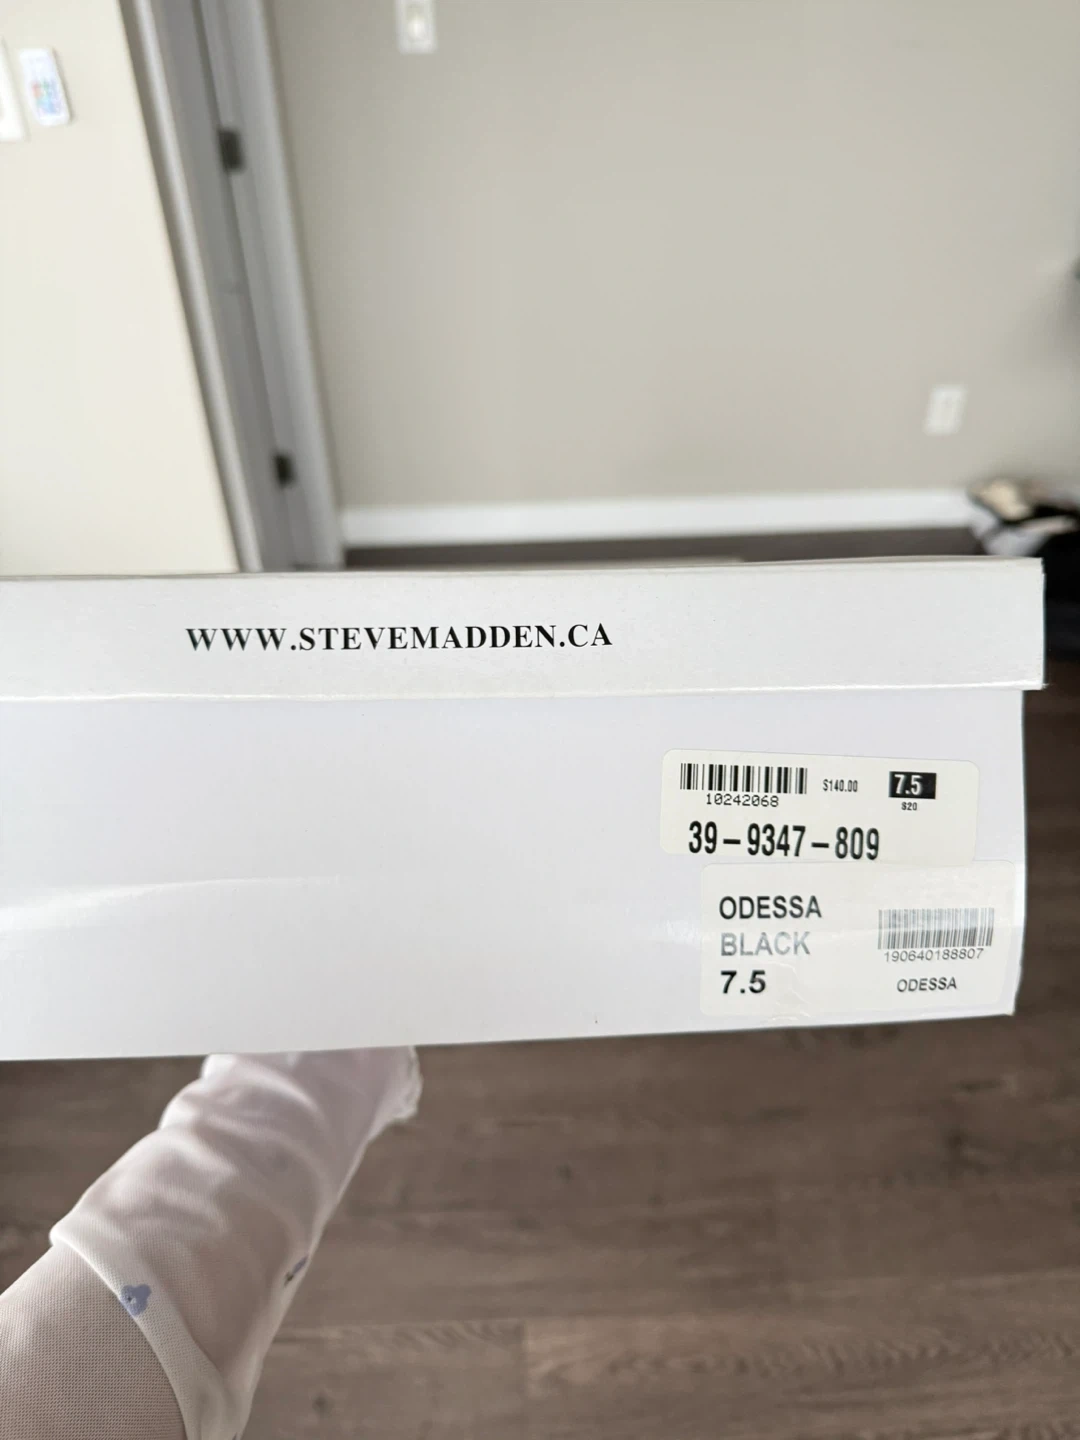 WWW.STEVEMADDEN.CA
$140.00
7.5
10242068
S20
39-9347-809
ODESSA
BLACK
7.5
190640188807
ODESSA